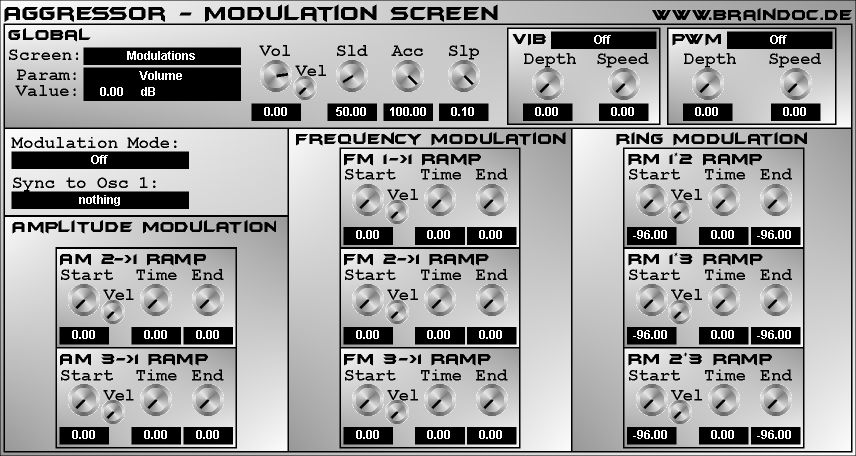 AGGRESSOR - MODULATION SCREEN
WWW.BRAINDOC.DE
GLOBAL
Screen: Modulations
Param: Volume
Value: 0.00 dB
Vol Vel Sld Acc Slp
0.00 50.00 100.00 0.10
VIB Off
Depth Speed
0.00 0.00
PWM Off
Depth Speed
0.00 0.00
Modulation Mode:
Off
Sync to Osc 1:
nothing
AMPLITUDE MODULATION
AM 2->1 RAMP
Start Vel Time End
0.00 0.00 0.00
AM 3->1 RAMP
Start Vel Time End
0.00 0.00 0.00
FREQUENCY MODULATION
FM 1->1 RAMP
Start Vel Time End
0.00 0.00 0.00
FM 2->1 RAMP
Start Vel Time End
0.00 0.00 0.00
FM 3->1 RAMP
Start Vel Time End
0.00 0.00 0.00
RING MODULATION
RM 1*2 RAMP
Start Vel Time End
-96.00 0.00 -96.00
RM 1*3 RAMP
Start Vel Time End
-96.00 0.00 -96.00
RM 2*3 RAMP
Start Vel Time End
-96.00 0.00 -96.00